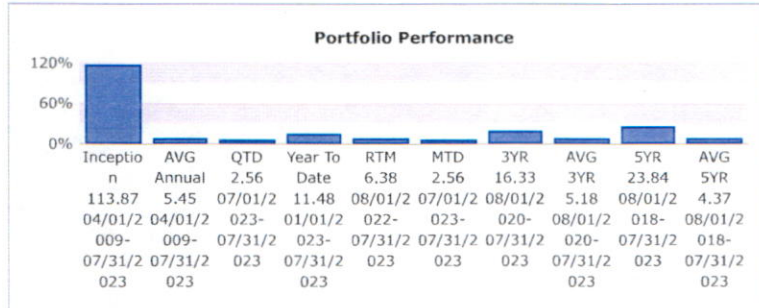 Portfolio Performance
120%
60%
0%
Inceptio AVG QTD Year To RTM MTD 3YR AVG 5YR AVG
n Annual 2.56 Date 6.38 2.56 16.33 3YR 23.84 5YR
113.87 5.45 07/01/2 11.48 08/01/2 07/01/2 08/01/2 5.18 08/01/2 4.37
04/01/2 04/01/2 023- 01/01/2 022- 023- 020- 08/01/2 018- 08/01/2
009- 009- 07/31/2 023- 07/31/2 07/31/2 07/31/2 020- 07/31/2 018-
07/31/2 07/31/2 023 07/31/2 023 023 023 07/31/2 023 07/31/2
023 023 023 023 023